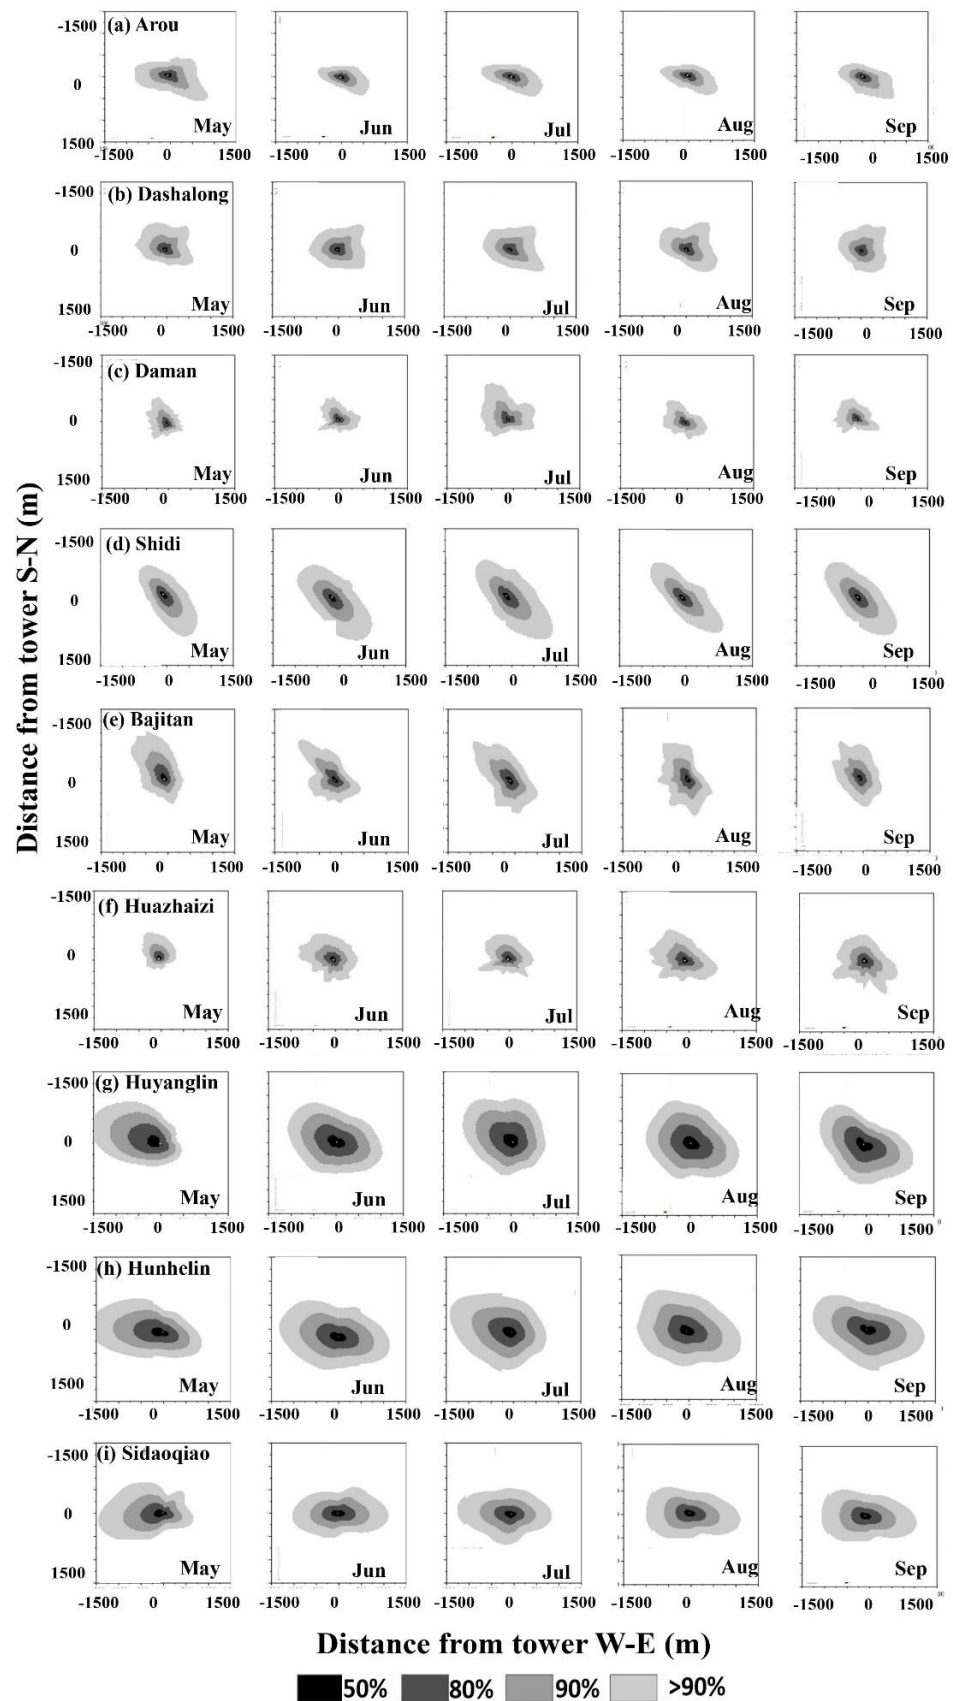 -1500 (a) Arou
0
May Jun Jul Aug Sep
1500
-1500 0 1500 -1500 0 1500 -1500 0 1500 -1500 0 1500 -1500 0 1500
-1500 (b) Dashalong
0
May Jun Jul Aug Sep
1500
-1500 0 1500 -1500 0 1500 -1500 0 1500 -1500 0 1500 -1500 0 1500
-1500 (c) Daman
0
May Jun Jul Aug Sep
1500
-1500 0 1500 -1500 0 1500 -1500 0 1500 -1500 0 1500 -1500 0 1500
-1500 (d) Shidi
0
May Jun Jul Aug Sep
1500
-1500 0 1500 -1500 0 1500 -1500 0 1500 -1500 0 1500 -1500 0 1500
-1500 (e) Bajitan
0
May Jun Jul Aug Sep
1500
-1500 0 1500 -1500 0 1500 -1500 0 1500 -1500 0 1500 -1500 0 1500
-1500 (f) Huazhaizi
0
May Jun Jul Aug Sep
1500
-1500 0 1500 -1500 0 1500 -1500 0 1500 -1500 0 1500 -1500 0 1500
-1500 (g) Huyanglin
0
May Jun Jul Aug Sep
1500
-1500 0 1500 -1500 0 1500 -1500 0 1500 -1500 0 1500 -1500 0 1500
-1500 (h) Hunhelin
0
May Jun Jul Aug Sep
1500
-1500 0 1500 -1500 0 1500 -1500 0 1500 -1500 0 1500 -1500 0 1500
-1500 (i) Sidaoqiao
0
May Jun Jul Aug Sep
1500
-1500 0 1500 -1500 0 1500 -1500 0 1500 -1500 0 1500 -1500 0 1500
Distance from tower S-N (m)
Distance from tower W-E (m)
50% 80% 90% >90%